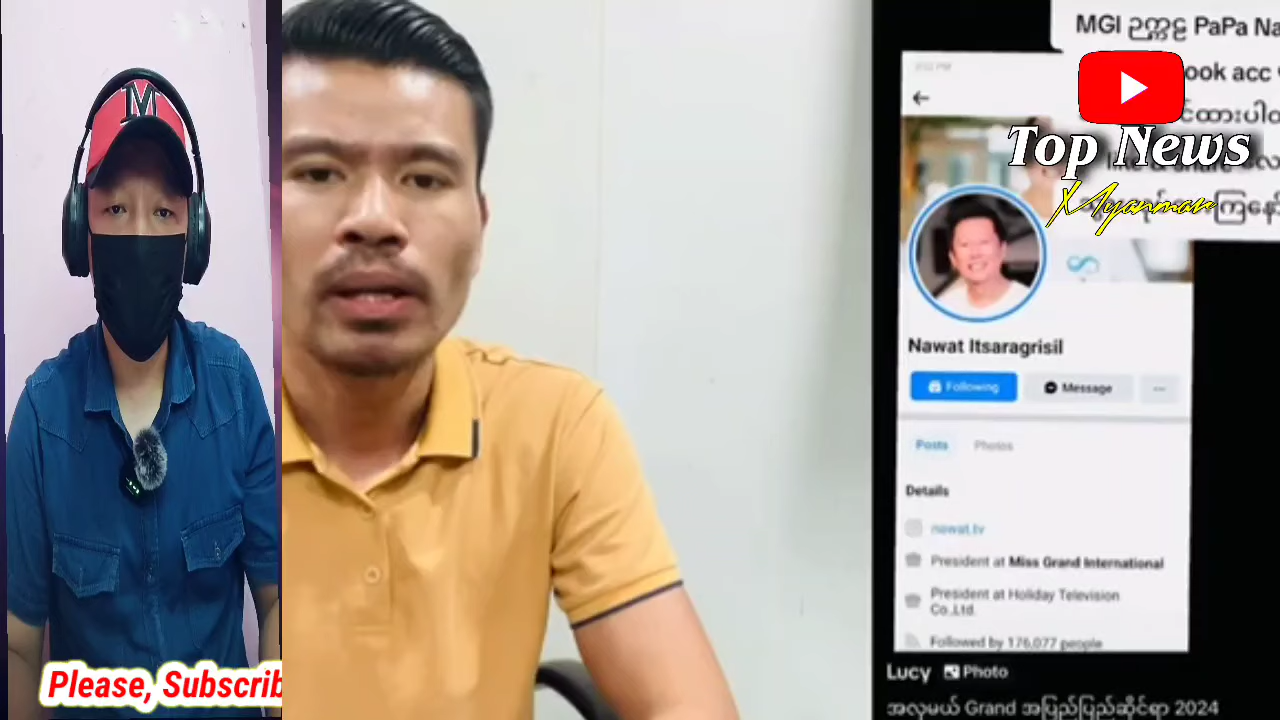 M
Please, Subscrib
MGI ဥက္ကဋ္ဌ PaPa Na
ook acc
Top News
Myanmar
Nawat Itsaragrisil
Following
Message
Posts
Photos
Details
nawat.tv
President at Miss Grand International
President at Holiday Television
Co.,Ltd.
Followed by 176,077 people
Lucy
Photo
အလှမယ် Grand အပြည်ပြည်ဆိုင်ရာ 2024